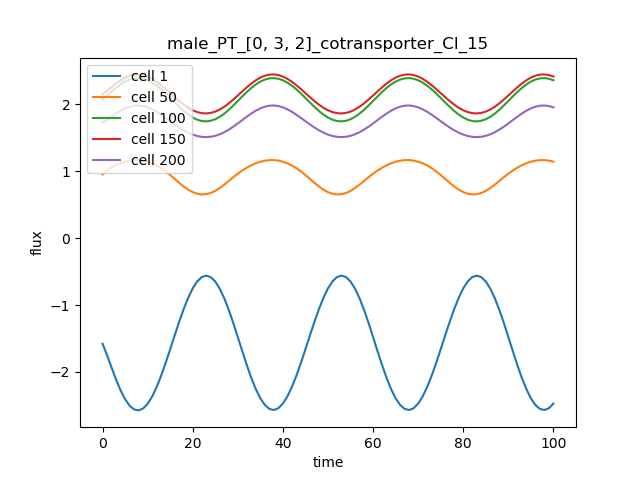 male_PT_[0, 3, 2]_cotransporter_Cl_15
cell 1
cell 50
cell 100
cell 150
cell 200
flux
2
1
0
−1
−2
0
20
40
60
80
100
time